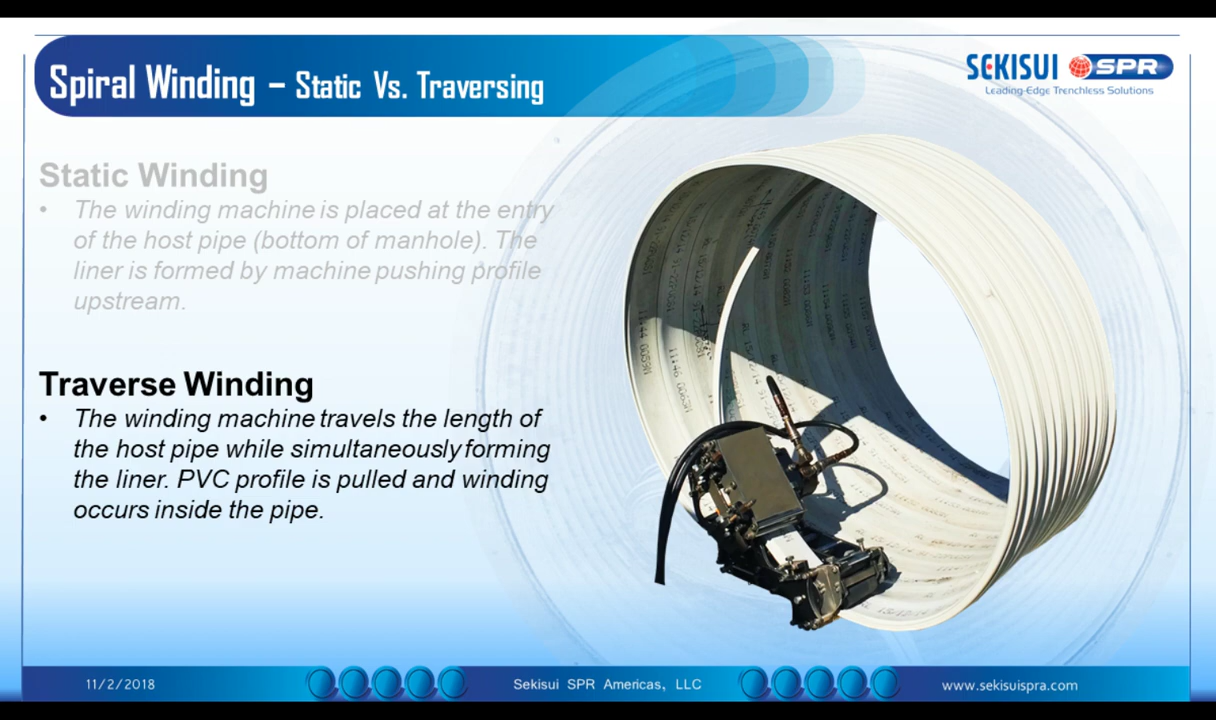 Spiral Winding – Static Vs. Traversing
SEKISUI SPR
Leading-Edge Trenchless Solutions
Static Winding
• The winding machine is placed at the entry
of the host pipe (bottom of manhole). The
liner is formed by machine pushing profile
upstream.
Traverse Winding
• The winding machine travels the length of
the host pipe while simultaneously forming
the liner. PVC profile is pulled and winding
occurs inside the pipe.
11/2/2018
Sekisui SPR Americas, LLC
www.sekisuispra.com